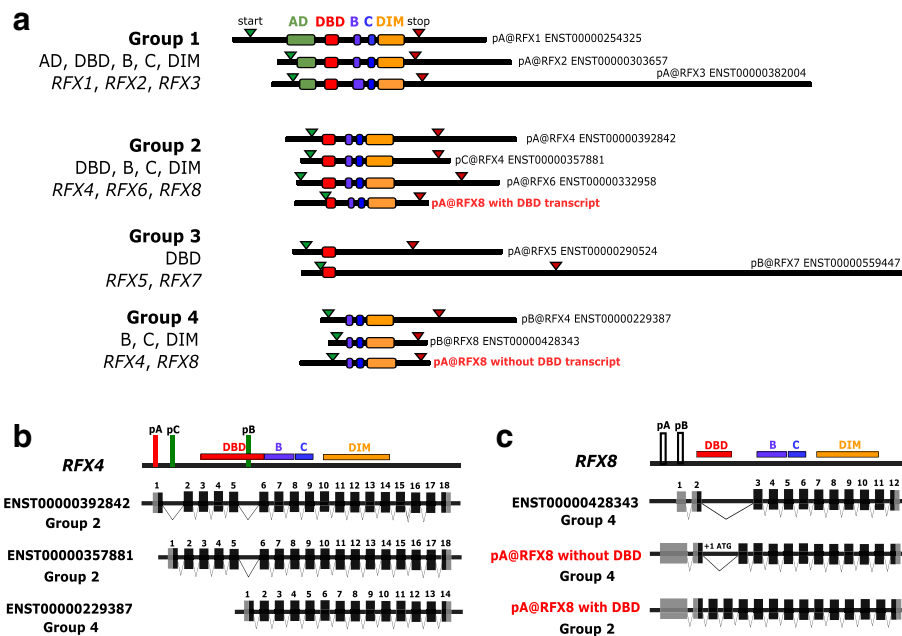 a
start AD DBD B C DIM stop
Group 1
AD, DBD, B, C, DIM
RFX1, RFX2, RFX3
pA@RFX1 ENST00000254325
pA@RFX2 ENST00000303657
pA@RFX3 ENST00000382004
Group 2
DBD, B, C, DIM
RFX4, RFX6, RFX8
pA@RFX4 ENST00000392842
pC@RFX4 ENST00000357881
pA@RFX6 ENST00000332958
pA@RFX8 with DBD transcript
Group 3
DBD
RFX5, RFX7
pA@RFX5 ENST00000290524
pB@RFX7 ENST00000559447
Group 4
B, C, DIM
RFX4, RFX8
pB@RFX4 ENST00000229387
pB@RFX8 ENST00000428343
pA@RFX8 without DBD transcript
b
pA pC pB
DBD B C DIM
RFX4
1 2 3 4 5 6 7 8 9 10 11 12 13 14 15 16 17 18
ENST00000392842
Group 2
1 2 3 4 5 6 7 8 9 10 11 12 13 14 15 16 17 18
ENST00000357881
Group 2
1 2 3 4 5 6 7 8 9 10 11 12 13 14
ENST00000229387
Group 4
c
pA pB
DBD B C DIM
RFX8
1 2 3 4 5 6 7 8 9 10 11 12
ENST00000428343
Group 4
+1 ATG
pA@RFX8 without DBD
Group 4
pA@RFX8 with DBD
Group 2